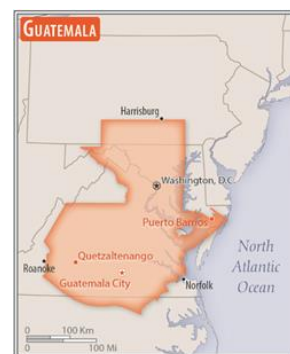 GUATEMALA
Harrisburg
Washington, D.C.
Puerto Barrios
Quetzaltenango
Roanoke
Guatemala City
Norfolk
North
Atlantic
Ocean
0 100 Km
0 100 Mi